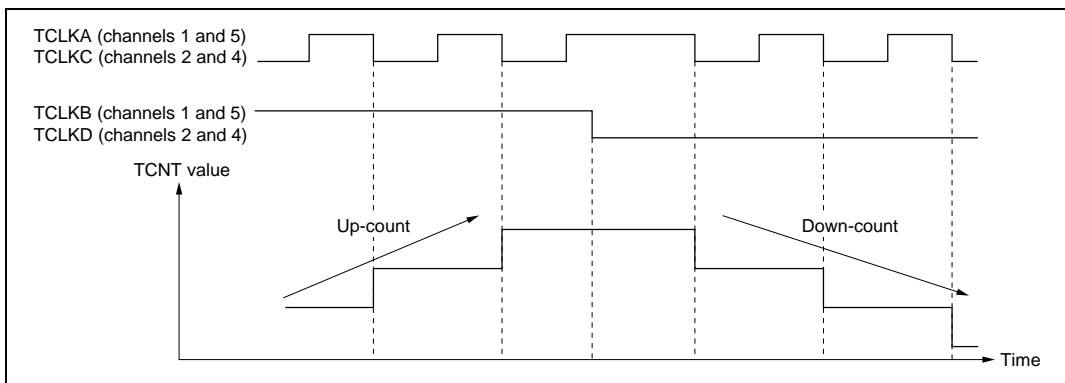 TCLKA (channels 1 and 5)
TCLKC (channels 2 and 4)
TCLKB (channels 1 and 5)
TCLKD (channels 2 and 4)
TCNT value
Up-count
Down-count
Time